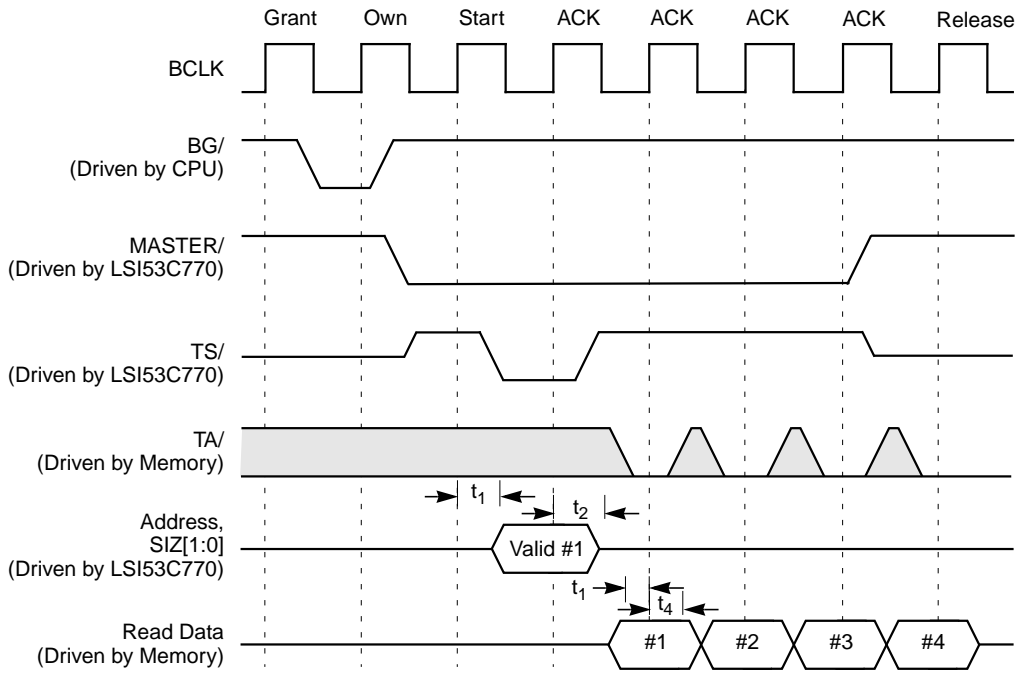 Grant Own Start ACK ACK ACK ACK Release
BCLK
BG/
(Driven by CPU)
MASTER/
(Driven by LSI53C770)
TS/
(Driven by LSI53C770)
TA/
(Driven by Memory)
t1
t2
Address,
SIZ[1:0]
(Driven by LSI53C770)
Valid #1
t1
t4
Read Data
(Driven by Memory)
#1 #2 #3 #4